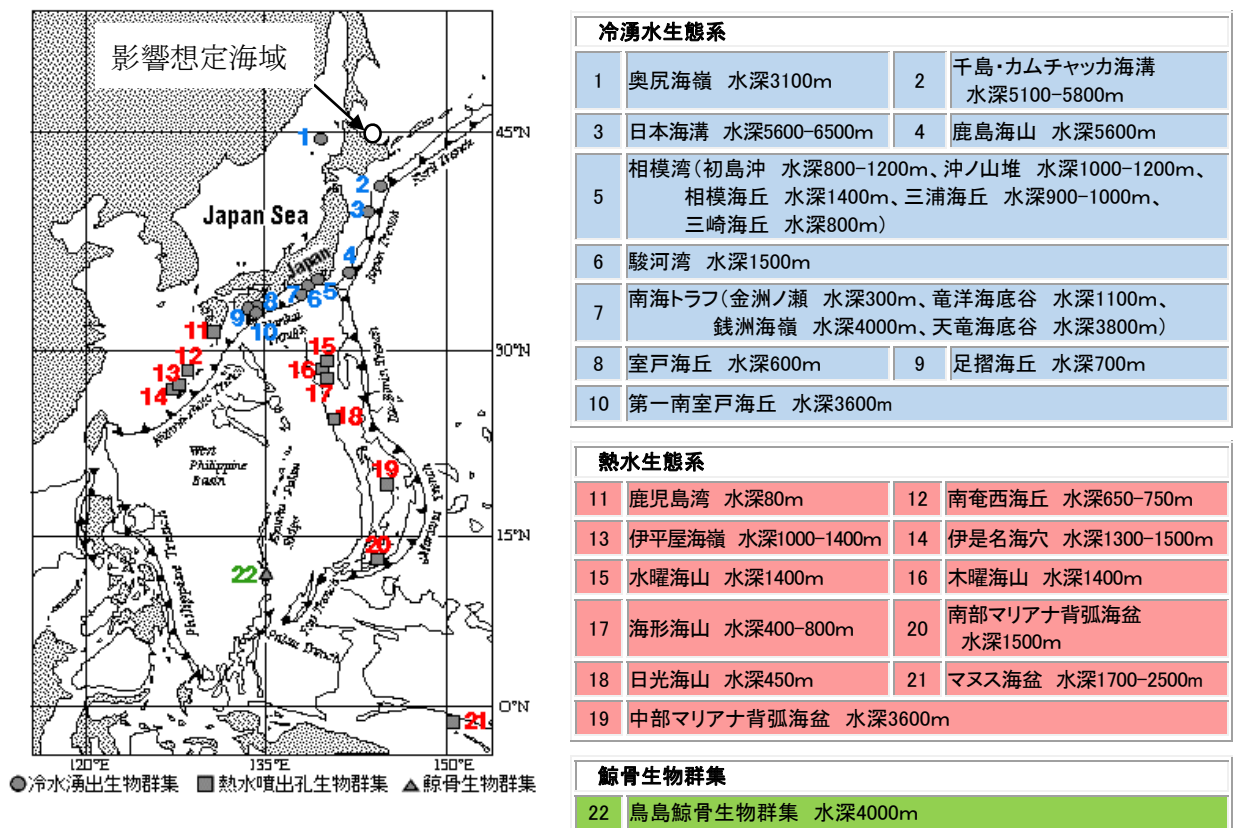 影響想定海域
45°N
30°N
15°N
0°N
120°E
135°E
150°E
Japan Sea
Japan
Kuril Trench
Japan Trench
West
Philippine
Basin
Philippine Trench
1
2
3
4
5
6
7
8
9
10
11
12
13
14
15
16
17
18
19
20
21
22
●冷水湧出生物群集 ■熱水噴出孔生物群集 ▲鯨骨生物群集
冷湧水生態系
1 奥尻海嶺 水深3100m 2 千島・カムチャッカ海溝
水深5100-5800m
3 日本海溝 水深5600-6500m 4 鹿島海山 水深5600m
5 相模湾(初島沖 水深800-1200m、沖ノ山堆 水深1000-1200m、
相模海丘 水深1400m、三浦海丘 水深900-1000m、
三崎海丘 水深800m)
6 駿河湾 水深1500m
7 南海トラフ(金洲ノ瀬 水深300m、竜洋海底谷 水深1100m、
銭洲海嶺 水深4000m、天竜海底谷 水深3800m)
8 室戸海丘 水深600m 9 足摺海丘 水深700m
10 第一南室戸海丘 水深3600m
熱水生態系
11 鹿児島湾 水深80m 12 南奄西海丘 水深650-750m
13 伊平屋海嶺 水深1000-1400m 14 伊是名海穴 水深1300-1500m
15 水曜海山 水深1400m 16 木曜海山 水深1400m
17 海形海山 水深400-800m 20 南部マリアナ背弧海盆
水深1500m
18 日光海山 水深450m 21 マヌス海盆 水深1700-2500m
19 中部マリアナ背弧海盆 水深3600m
鯨骨生物群集
22 鳥島鯨骨生物群集 水深4000m